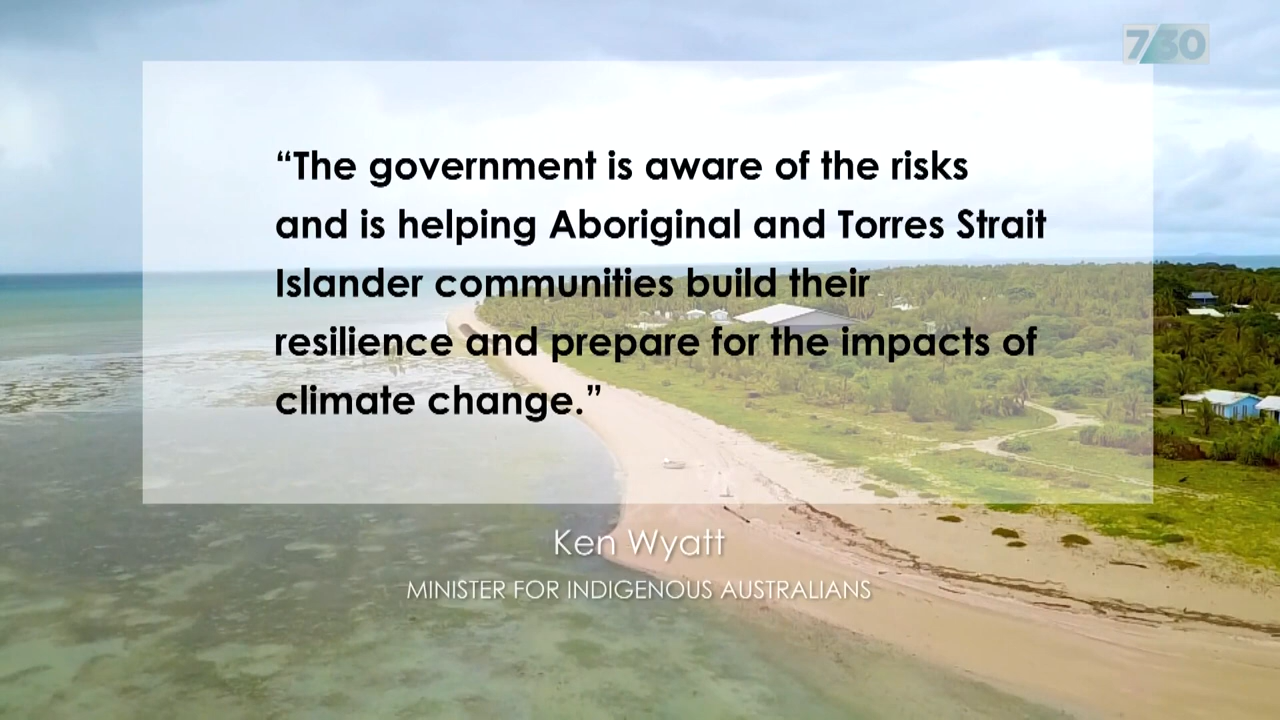 7/30
“The government is aware of the risks
and is helping Aboriginal and Torres Strait
Islander communities build their
resilience and prepare for the impacts of
climate change.”
Ken Wyatt
MINISTER FOR INDIGENOUS AUSTRALIANS